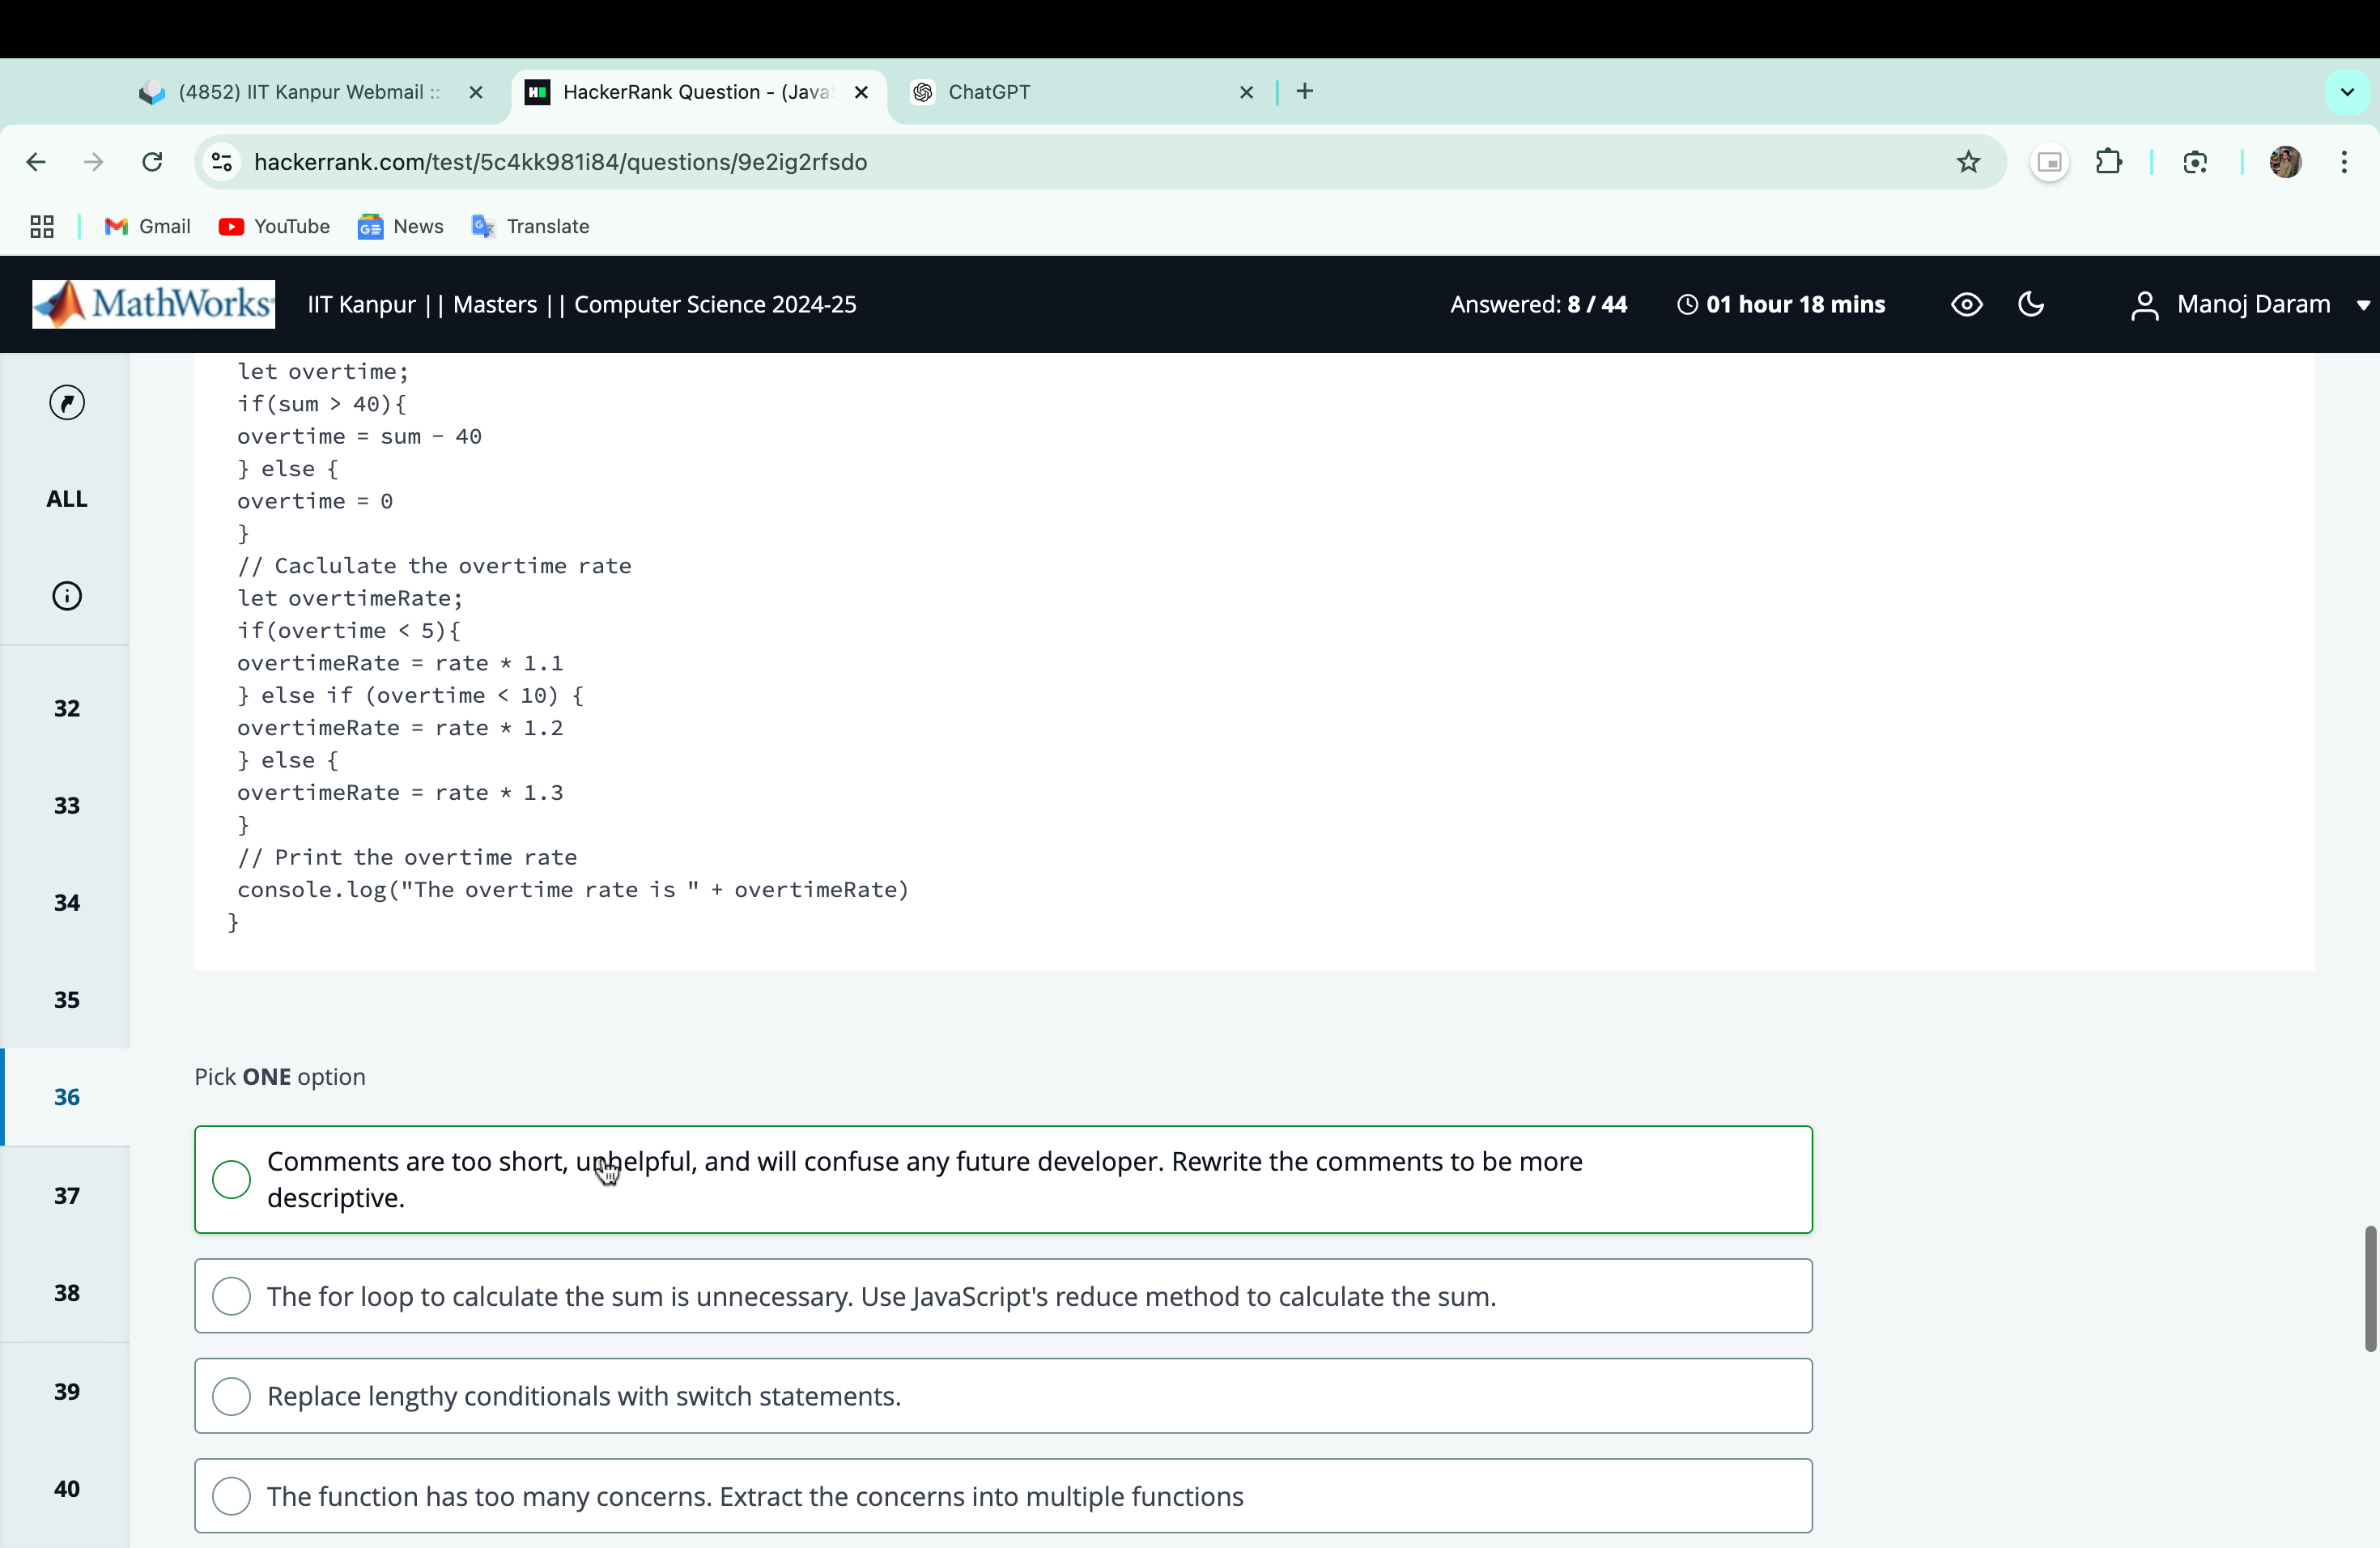 (4852) IIT Kanpur Webmail ::
HackerRank Question - (Java
ChatGPT
hackerrank.com/test/5c4kk981i84/questions/9e2ig2rfsdo
Gmail
YouTube
News
Translate
MathWorks
IIT Kanpur || Masters || Computer Science 2024-25
Answered: 8 / 44
01 hour 18 mins
Manoj Daram
ALL
32
33
34
35
36
37
38
39
40
let overtime;
if(sum > 40){
overtime = sum - 40
} else {
overtime = 0
}
// Caclulate the overtime rate
let overtimeRate;
if(overtime < 5){
overtimeRate = rate * 1.1
} else if (overtime < 10) {
overtimeRate = rate * 1.2
} else {
overtimeRate = rate * 1.3
}
// Print the overtime rate
console.log("The overtime rate is " + overtimeRate)
}
Pick ONE option
Comments are too short, unhelpful, and will confuse any future developer. Rewrite the comments to be more
descriptive.
The for loop to calculate the sum is unnecessary. Use JavaScript's reduce method to calculate the sum.
Replace lengthy conditionals with switch statements.
The function has too many concerns. Extract the concerns into multiple functions